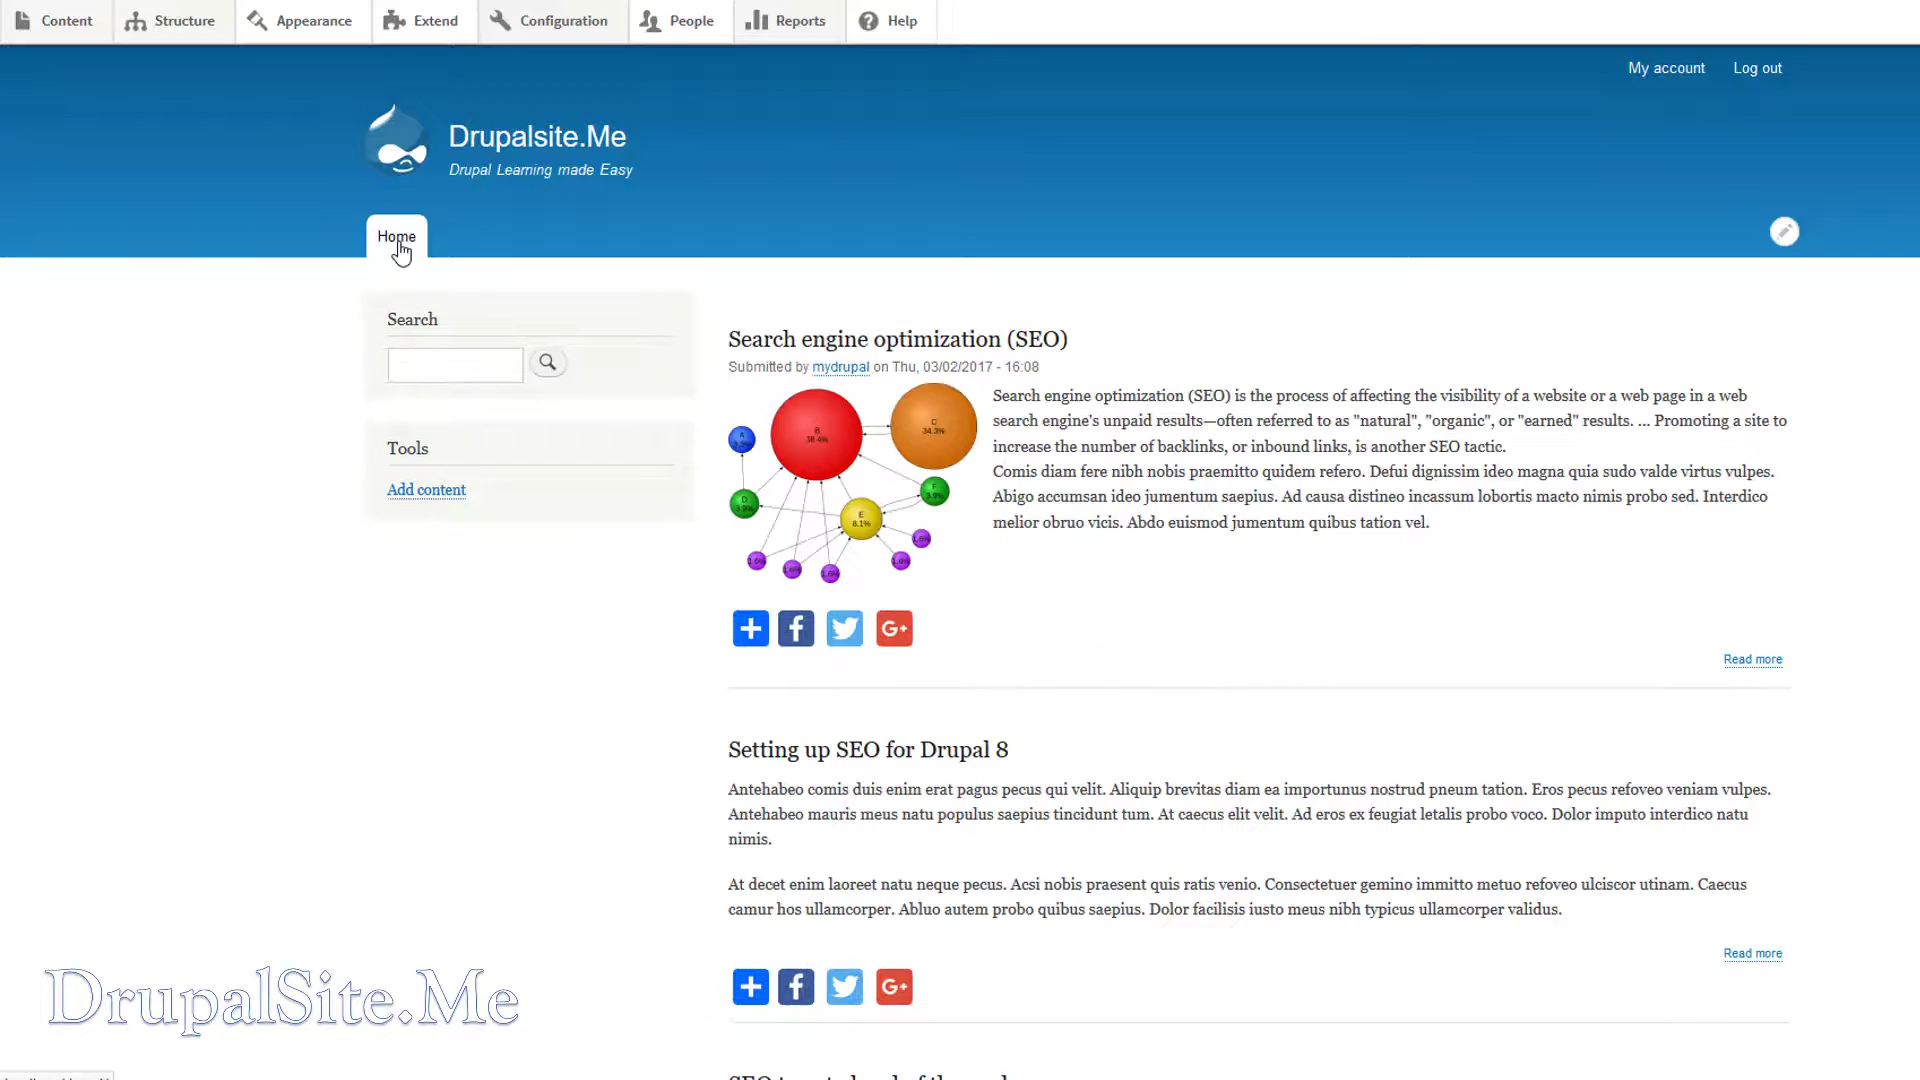 Content Structure Appearance Extend Configuration People Reports Help
My account Log out
Drupalsite.Me
Drupal Learning made Easy
Home
Search
Tools
Add content
Search engine optimization (SEO)
Submitted by mydrupal on Thu, 03/02/2017 - 16:08
B
38.4%
C
34.3%
A
D
3.9%
E
8.1%
F
3.9%
Search engine optimization (SEO) is the process of affecting the visibility of a website or a web page in a web
search engine's unpaid results—often referred to as "natural", "organic", or "earned" results. ... Promoting a site to
increase the number of backlinks, or inbound links, is another SEO tactic.
Comis diam fere nibh nobis praemitto quidem refero. Defui dignissim ideo magna quia sudo valde virtus vulpes.
Abigo accumsan ideo jumentum saepius. Ad causa distineo incassum lobortis macto nimis probo sed. Interdico
melior obruo vicis. Abdo euismod jumentum quibus tation vel.
G+
Read more
Setting up SEO for Drupal 8
Antehabeo comis duis enim erat pagus pecus qui velit. Aliquip brevitas diam ea importunus nostrud pneum tation. Eros pecus refoveo veniam vulpes.
Antehabeo mauris meus natu populus saepius tincidunt tum. At caecus elit velit. Ad eros ex feugiat letalis probo voco. Dolor imputo interdico natu
nimis.
At decet enim laoreet natu neque pecus. Acsi nobis praesent quis ratis venio. Consectetuer gemino immitto metuo refoveo ulciscor utinam. Caecus
camur hos ullamcorper. Abluo autem probo quibus saepius. Dolor facilisis iusto meus nibh typicus ullamcorper validus.
Read more
G+
DrupalSite.Me